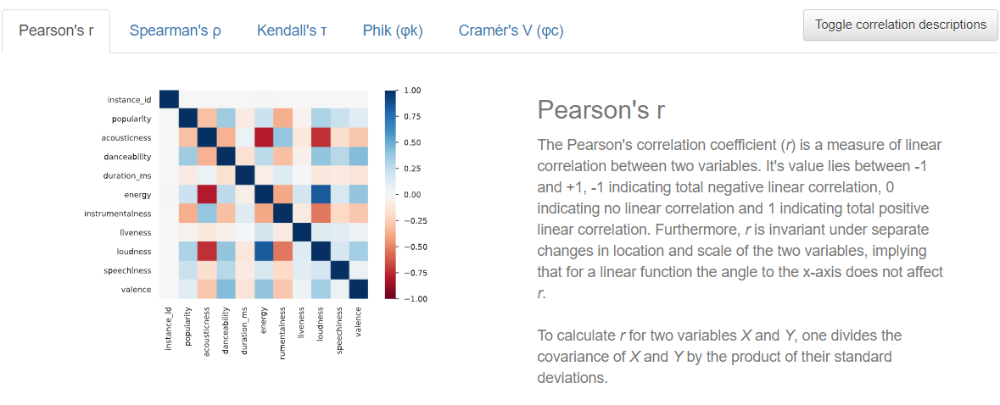 Pearson's r
Spearman's ρ
Kendall's τ
Phik (φk)
Cramér's V (φc)
Toggle correlation descriptions
instance_id
popularity
acousticness
danceability
duration_ms
energy
instrumentalness
liveness
loudness
speechiness
valence
1.00
0.75
0.50
0.25
0.00
−0.25
−0.50
−0.75
−1.00
instance_id
popularity
acousticness
danceability
duration_ms
energy
rumentalness
liveness
loudness
speechiness
valence
Pearson's r
The Pearson's correlation coefficient (r) is a measure of linear
correlation between two variables. It's value lies between -1
and +1, -1 indicating total negative linear correlation, 0
indicating no linear correlation and 1 indicating total positive
linear correlation. Furthermore, r is invariant under separate
changes in location and scale of the two variables, implying
that for a linear function the angle to the x-axis does not affect
r.
To calculate r for two variables X and Y, one divides the
covariance of X and Y by the product of their standard
deviations.